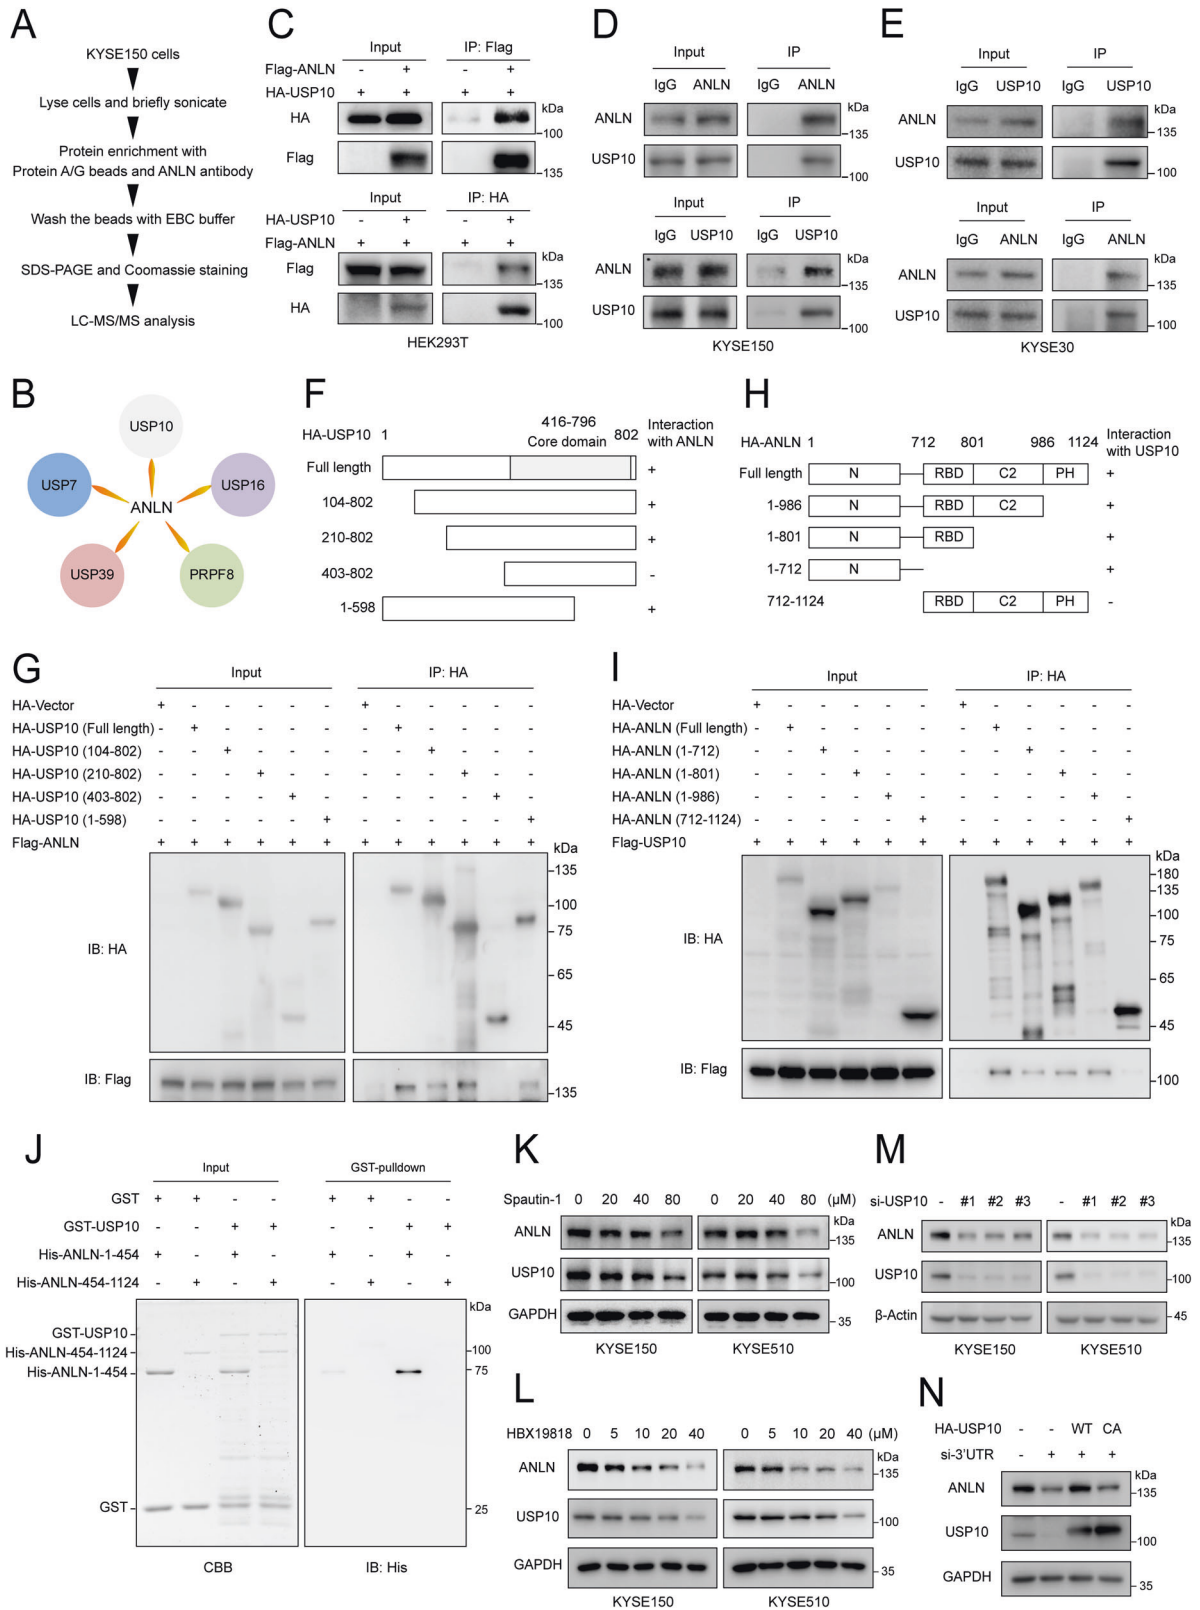 A
KYSE150 cells
Lyse cells and briefly sonicate
Protein enrichment with
Protein A/G beads and ANLN antibody
Wash the beads with EBC buffer
SDS-PAGE and Coomassie staining
LC-MS/MS analysis
B
USP10
USP7
USP16
ANLN
USP39
PRPF8
C
Input IP: Flag
Flag-ANLN - + - +
HA-USP10 + + + +
kDa
HA
100
Flag
135
Input IP: HA
HA-USP10 - + - +
Flag-ANLN + + + +
Flag
135
HA
100
HEK293T
D
Input IP
IgG ANLN IgG ANLN
kDa
ANLN
135
USP10
100
Input IP
IgG USP10 IgG USP10
ANLN
135
USP10
100
KYSE150
E
Input IP
IgG USP10 IgG USP10
kDa
ANLN
135
USP10
100
Input IP
IgG ANLN IgG ANLN
ANLN
135
USP10
100
KYSE30
F
416-796
HA-USP10 1 Core domain 802
Interaction
with ANLN
Full length +
104-802 +
210-802 +
403-802 -
1-598 +
H
HA-ANLN 1 712 801 986 1124
Interaction
with USP10
Full length N RBD C2 PH +
1-986 N RBD C2 +
1-801 N RBD +
1-712 N +
712-1124 RBD C2 PH -
G
Input IP: HA
HA-Vector + - - - - - + - - - - -
HA-USP10 (Full length) - + - - - - - + - - - -
HA-USP10 (104-802) - - + - - - - - + - - -
HA-USP10 (210-802) - - - + - - - - - + - -
HA-USP10 (403-802) - - - - + - - - - - + -
HA-USP10 (1-598) - - - - - + - - - - - +
Flag-ANLN + + + + + + + + + + + +
kDa
135
100
75
IB: HA
65
45
IB: Flag
135
I
Input IP: HA
HA-Vector + - - - - - + - - - - -
HA-ANLN (Full length) - + - - - - - + - - - -
HA-ANLN (1-712) - - + - - - - - + - - -
HA-ANLN (1-801) - - - + - - - - - + - -
HA-ANLN (1-986) - - - - + - - - - - + -
HA-ANLN (712-1124) - - - - - + - - - - - +
Flag-USP10 + + + + + + + + + + + +
kDa
180
135
100
IB: HA
75
65
45
IB: Flag
100
J
Input GST-pulldown
GST + + - - + + - -
GST-USP10 - - + + - - + +
His-ANLN-1-454 + - + - + - + -
His-ANLN-454-1124 - + - + - + - +
kDa
GST-USP10
His-ANLN-454-1124
100
His-ANLN-1-454
75
GST
25
CBB IB: His
K
Spautin-1 0 20 40 80 0 20 40 80 (μM)
kDa
ANLN
135
USP10
100
GAPDH
35
KYSE150 KYSE510
L
HBX19818 0 5 10 20 40 0 5 10 20 40 (μM)
kDa
ANLN
135
USP10
100
GAPDH
35
KYSE150 KYSE510
M
si-USP10 - #1 #2 #3 - #1 #2 #3
kDa
ANLN
135
USP10
100
β-Actin
45
KYSE150 KYSE510
N
HA-USP10 - - WT CA
si-3'UTR - + + +
kDa
ANLN
135
USP10
100
GAPDH
35